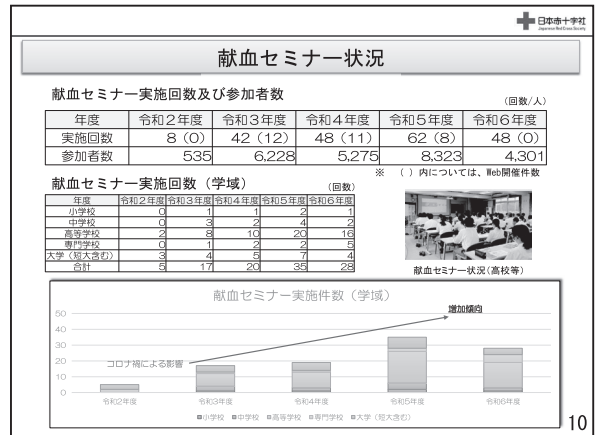 日本赤十字社
Japanese Red Cross Society
献血セミナー状況
献血セミナー実施回数及び参加者数
(回数/人)
年度 令和2年度 令和3年度 令和4年度 令和5年度 令和6年度
実施回数 8(0) 42(12) 48(11) 62(8) 48(0)
参加者数 535 6,228 5,275 8,323 4,301
※ ( )内については、Web開催件数
献血セミナー実施回数(学域)
(回数)
年度 令和2年度 令和3年度 令和4年度 令和5年度 令和6年度
小学校 0 1 1 2 1
中学校 0 3 2 4 2
高等学校 2 8 10 20 16
専門学校 0 1 2 2 5
大学(短大含む) 3 4 5 7 4
合計 5 17 20 35 28
献血セミナー状況(高校等)
献血セミナー実施件数(学域)
増加傾向
コロナ禍による影響
50
40
30
20
10
0
令和2年度 令和3年度 令和4年度 令和5年度 令和6年度
■小学校 ■中学校 ■高等学校 ■専門学校 ■大学(短大含む)
10